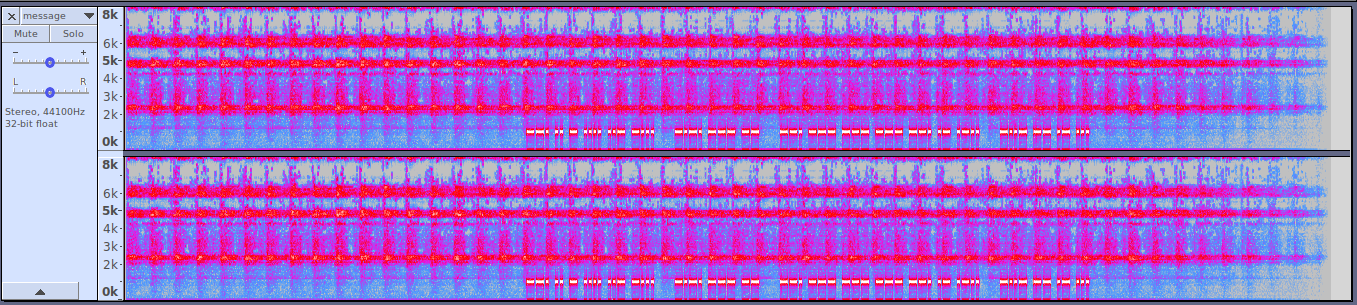 × message ▼
Mute Solo
- +
L R
Stereo, 44100Hz
32-bit float
8k
6k
5k
4k
3k
2k
0k
8k
6k
5k
4k
3k
2k
0k